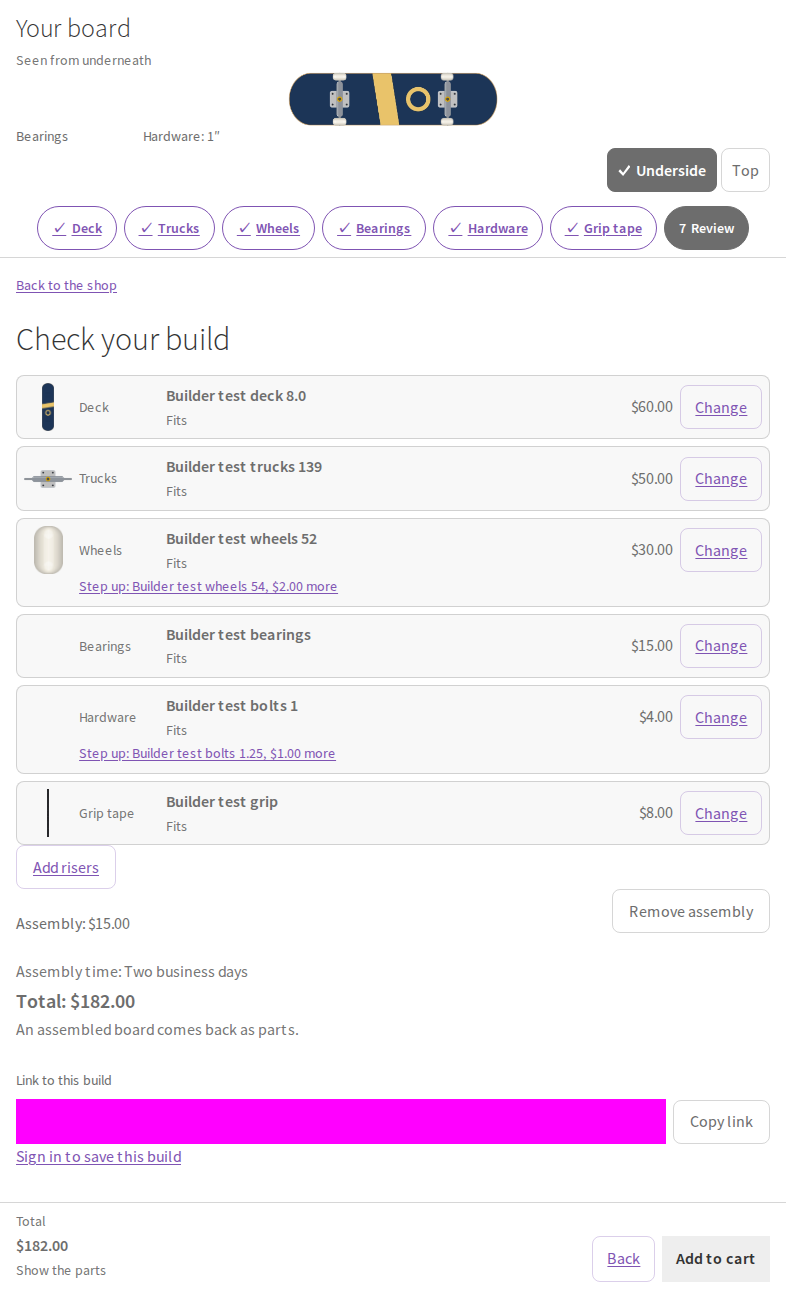 Your board
Seen from underneath
Bearings Hardware: 1″
✓ Underside Top
✓ Deck ✓ Trucks ✓ Wheels ✓ Bearings ✓ Hardware ✓ Grip tape 7 Review
Back to the shop
Check your build
Deck Builder test deck 8.0 $60.00 Change
Fits
Trucks Builder test trucks 139 $50.00 Change
Fits
Wheels Builder test wheels 52 $30.00 Change
Fits
Step up: Builder test wheels 54, $2.00 more
Bearings Builder test bearings $15.00 Change
Fits
Hardware Builder test bolts 1 $4.00 Change
Fits
Step up: Builder test bolts 1.25, $1.00 more
Grip tape Builder test grip $8.00 Change
Fits
Add risers
Assembly: $15.00 Remove assembly
Assembly time: Two business days
Total: $182.00
An assembled board comes back as parts.
Link to this build
Copy link
Sign in to save this build
Total
$182.00
Show the parts
Back Add to cart